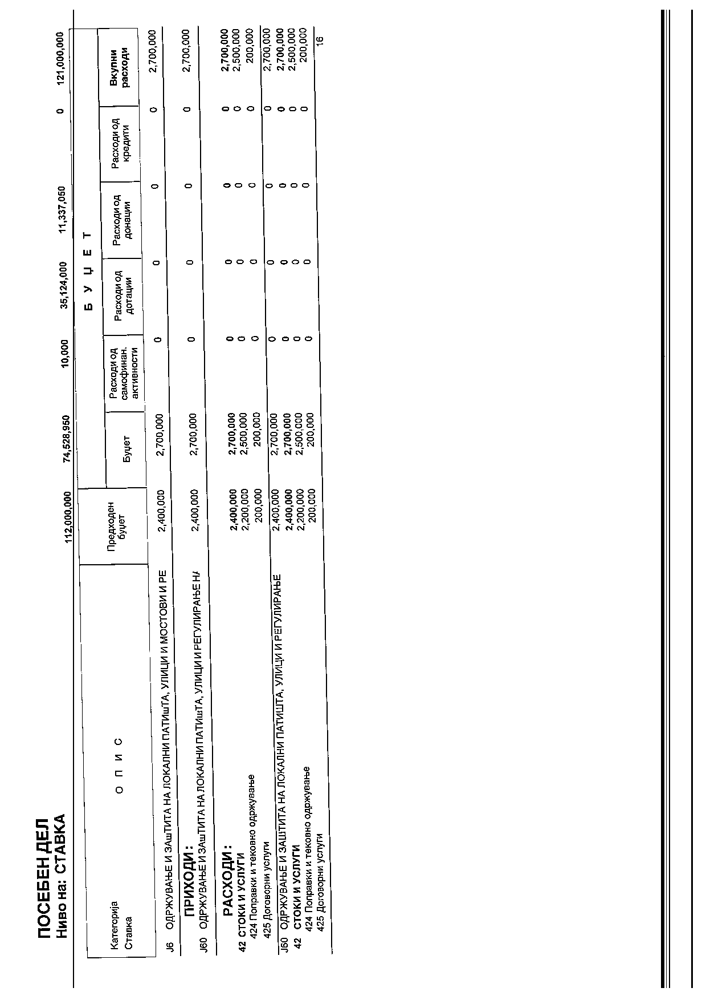 ПОСЕБЕН ДЕЛ
Ниво на: СТАВКА
112,000,000 74,528,950 10,000 35,124,000 11,337,050 0 121,000,000
Категорија
Ставка
О П И С
Предходен
буџет
Б У Џ Е Т
Буџет
Расходи од
самофинан.
активности
Расходи од
дотации
Расходи од
донации
Расходи од
кредити
Вкупни
расходи
Ј6 ОДРЖУВАЊЕ И ЗАШТИТА НА ЛОКАЛНИ ПАТИШТА, УЛИЦИ И МОСТОВИ И РЕ 2,400,000 2,700,000 0 0 0 0 2,700,000
ПРИХОДИ :
Ј60 ОДРЖУВАЊЕ И ЗАШТИТА НА ЛОКАЛНИ ПАТИШТА, УЛИЦИ И РЕГУЛИРАЊЕ НА 2,400,000 2,700,000 0 0 0 0 2,700,000
РАСХОДИ :
42 СТОКИ И УСЛУГИ 2,400,000 2,700,000 0 0 0 0 2,700,000
424 Поправки и тековно одржување 2,200,000 2,500,000 0 0 0 0 2,500,000
425 Договорни услуги 200,000 200,000 0 0 0 0 200,000
Ј60 ОДРЖУВАЊЕ И ЗАШТИТА НА ЛОКАЛНИ ПАТИШТА, УЛИЦИ И РЕГУЛИРАЊЕ 2,400,000 2,700,000 0 0 0 0 2,700,000
42 СТОКИ И УСЛУГИ 2,400,000 2,700,000 0 0 0 0 2,700,000
424 Поправки и тековно одржување 2,200,000 2,500,000 0 0 0 0 2,500,000
425 Договорни услуги 200,000 200,000 0 0 0 0 200,000
16